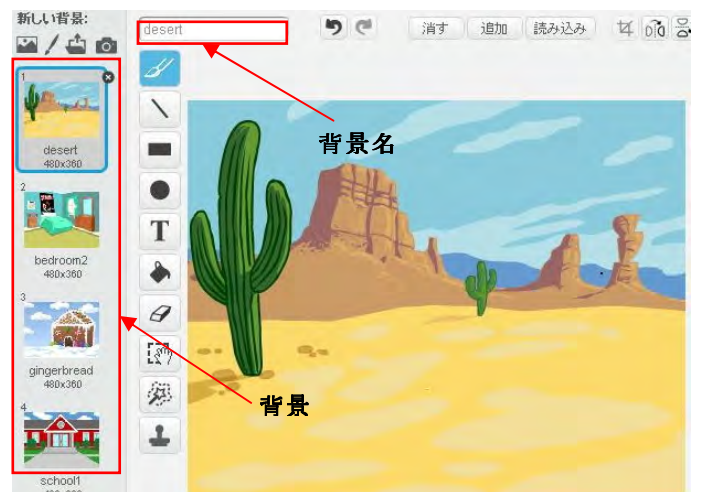 新しい背景:
desert
消す 追加 読み込み
1
desert
480x360
背景名
2
bedroom2
480x360
T
3
gingerbread
480x360
背景
4
school1